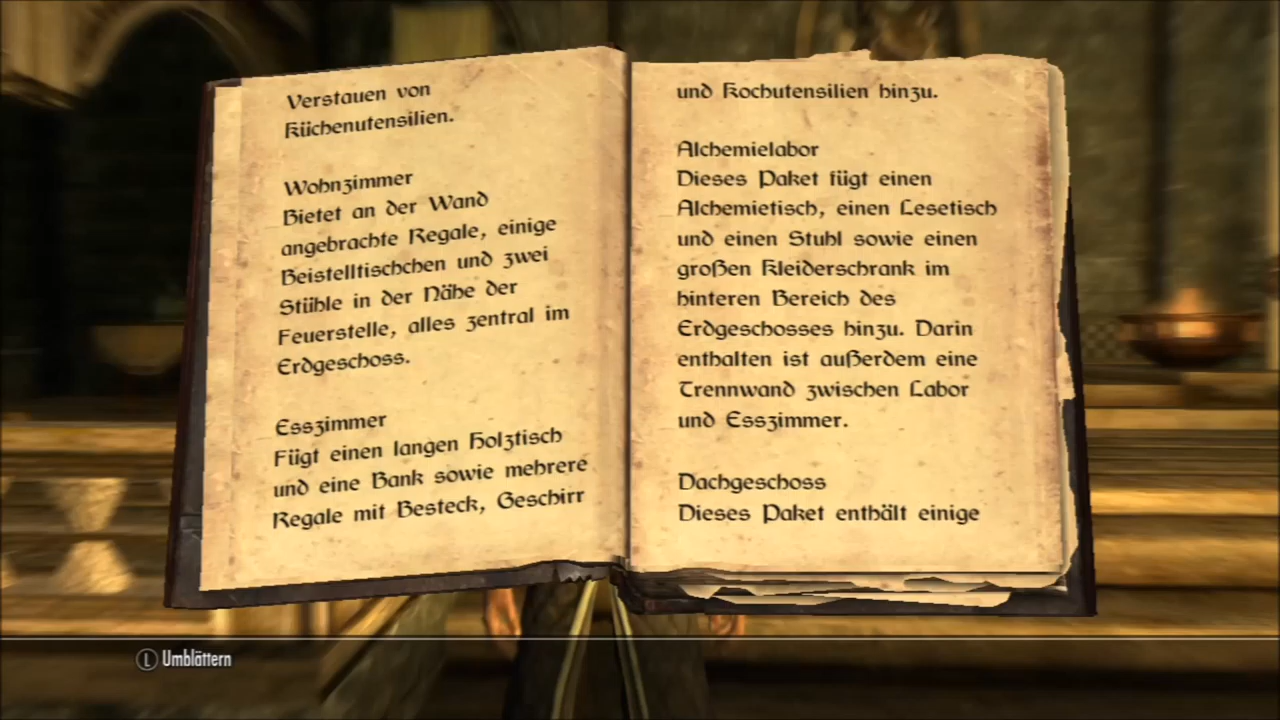 Verstauen von
Küchenutensilien.
Wohnzimmer
Bietet an der Wand
angebrachte Regale, einige
Beistelltischchen und zwei
Stühle in der Nähe der
Feuerstelle, alles zentral im
Erdgeschoss.
Esszimmer
Fügt einen langen Holztisch
und eine Bank sowie mehrere
Regale mit Besteck, Geschirr
und Kochutensilien hinzu.
Alchemielabor
Dieses Paket fügt einen
Alchemietisch, einen Lesetisch
und einen Stuhl sowie einen
großen Kleiderschrank im
hinteren Bereich des
Erdgeschosses hinzu. Darin
enthalten ist außerdem eine
Trennwand zwischen Labor
und Esszimmer.
Dachgeschoss
Dieses Paket enthält einige
L Umblättern